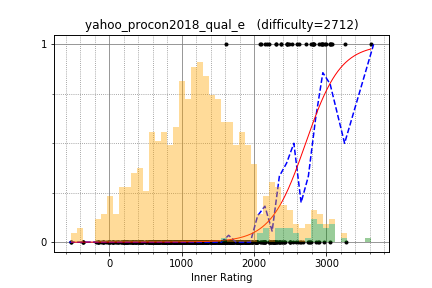 yahoo_procon2018_qual_e (difficulty=2712)
1
0
0 1000 2000 3000
Inner Rating